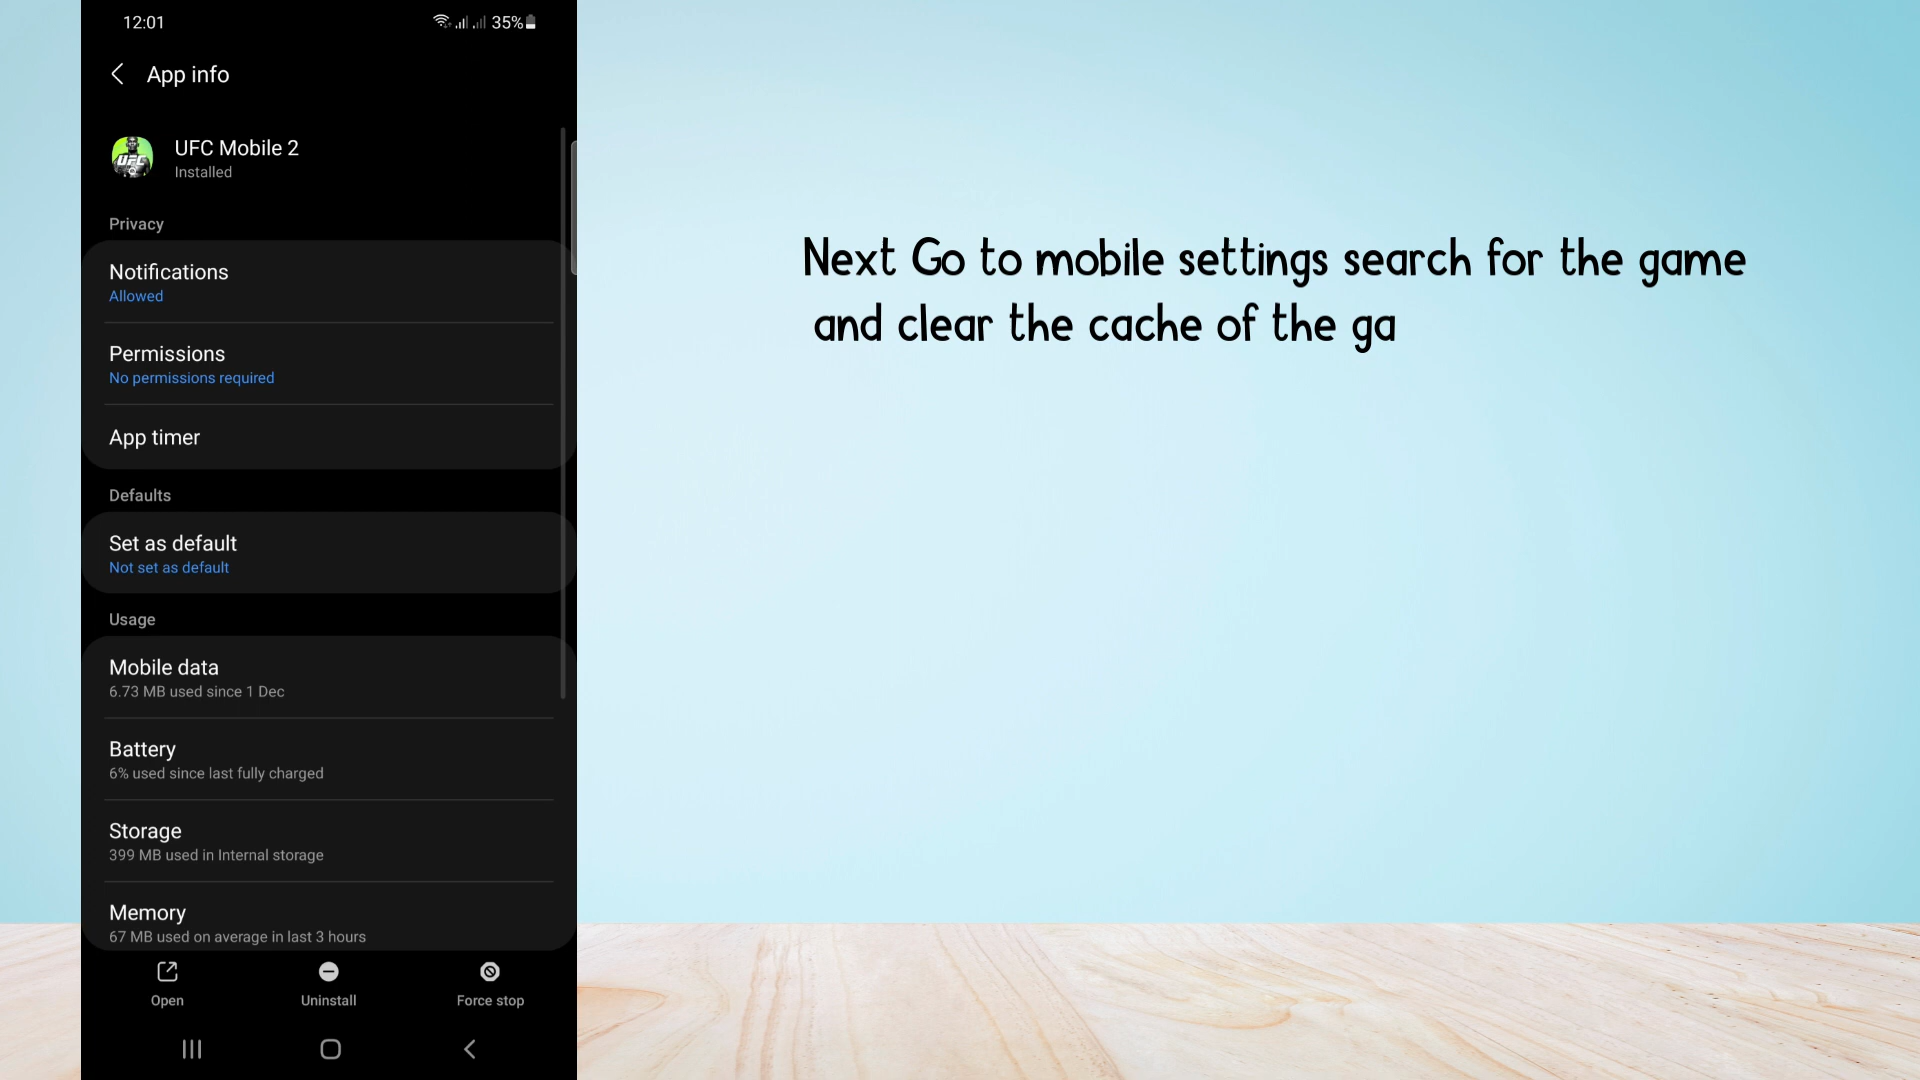 12:01
35%
App info
UFC Mobile 2
UFC
Installed
Privacy
Notifications
Allowed
Permissions
No permissions required
App timer
Defaults
Set as default
Not set as default
Usage
Mobile data
6.73 MB used since 1 Dec
Battery
6% used since last fully charged
Storage
399 MB used in Internal storage
Memory
67 MB used on average in last 3 hours
Open
Uninstall
Force stop
Next Go to mobile settings search for the game
and clear the cache of the ga